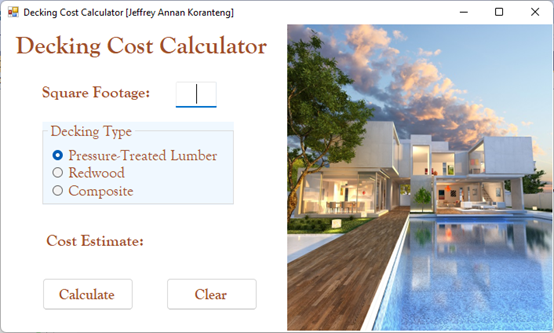 Decking Cost Calculator [Jeffrey Annan Koranteng]
Decking Cost Calculator
Square Footage:
Decking Type
Pressure-Treated Lumber
Redwood
Composite
Cost Estimate:
Calculate
Clear